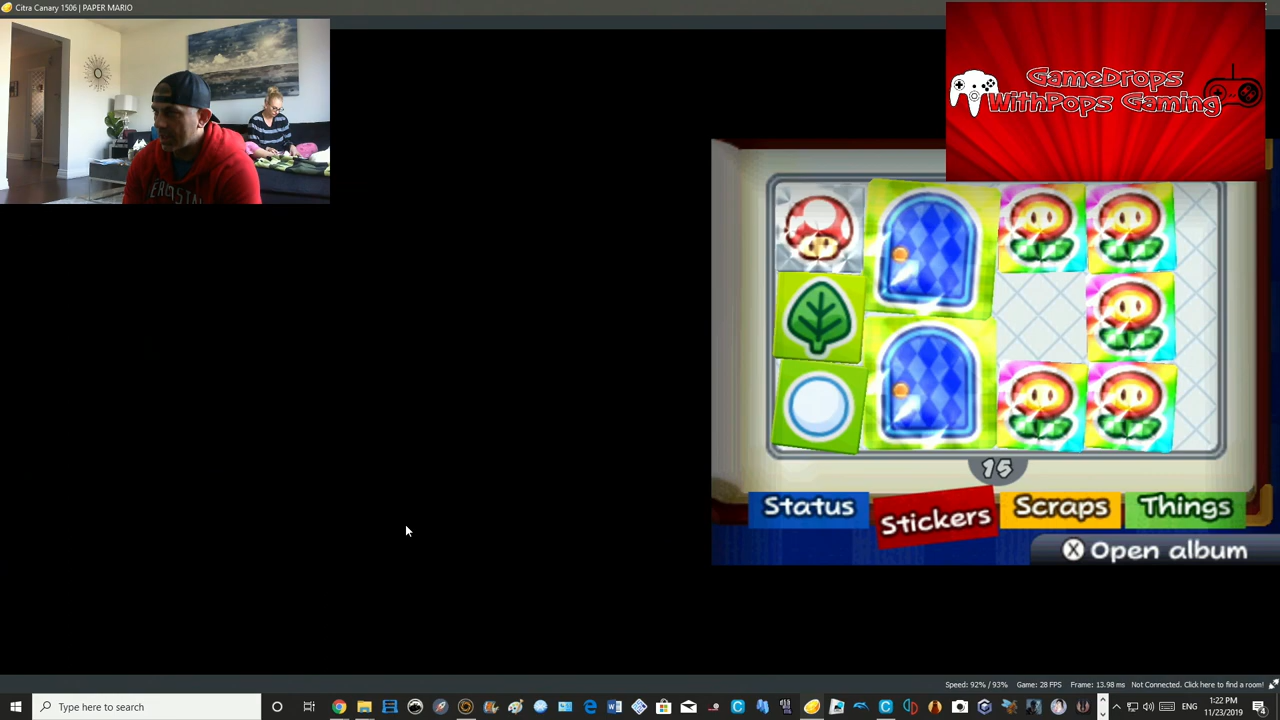 Citra Canary 1506 | PAPER MARIO
GameDrops
WithPops Gaming
15
Status
Stickers
Scraps
Things
X Open album
Speed: 92% / 93%
Game: 28 FPS
Frame: 13.98 ms
Not Connected. Click here to find a room!
Type here to search
ENG
1:22 PM
11/23/2019